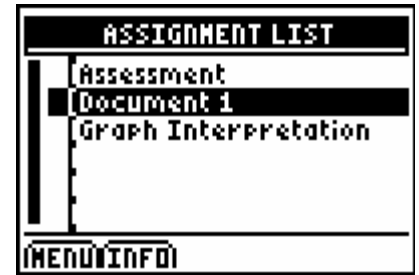 ASSIGNMENT LIST
Assessment
Document 1
Graph Interpretation
MENU INFO